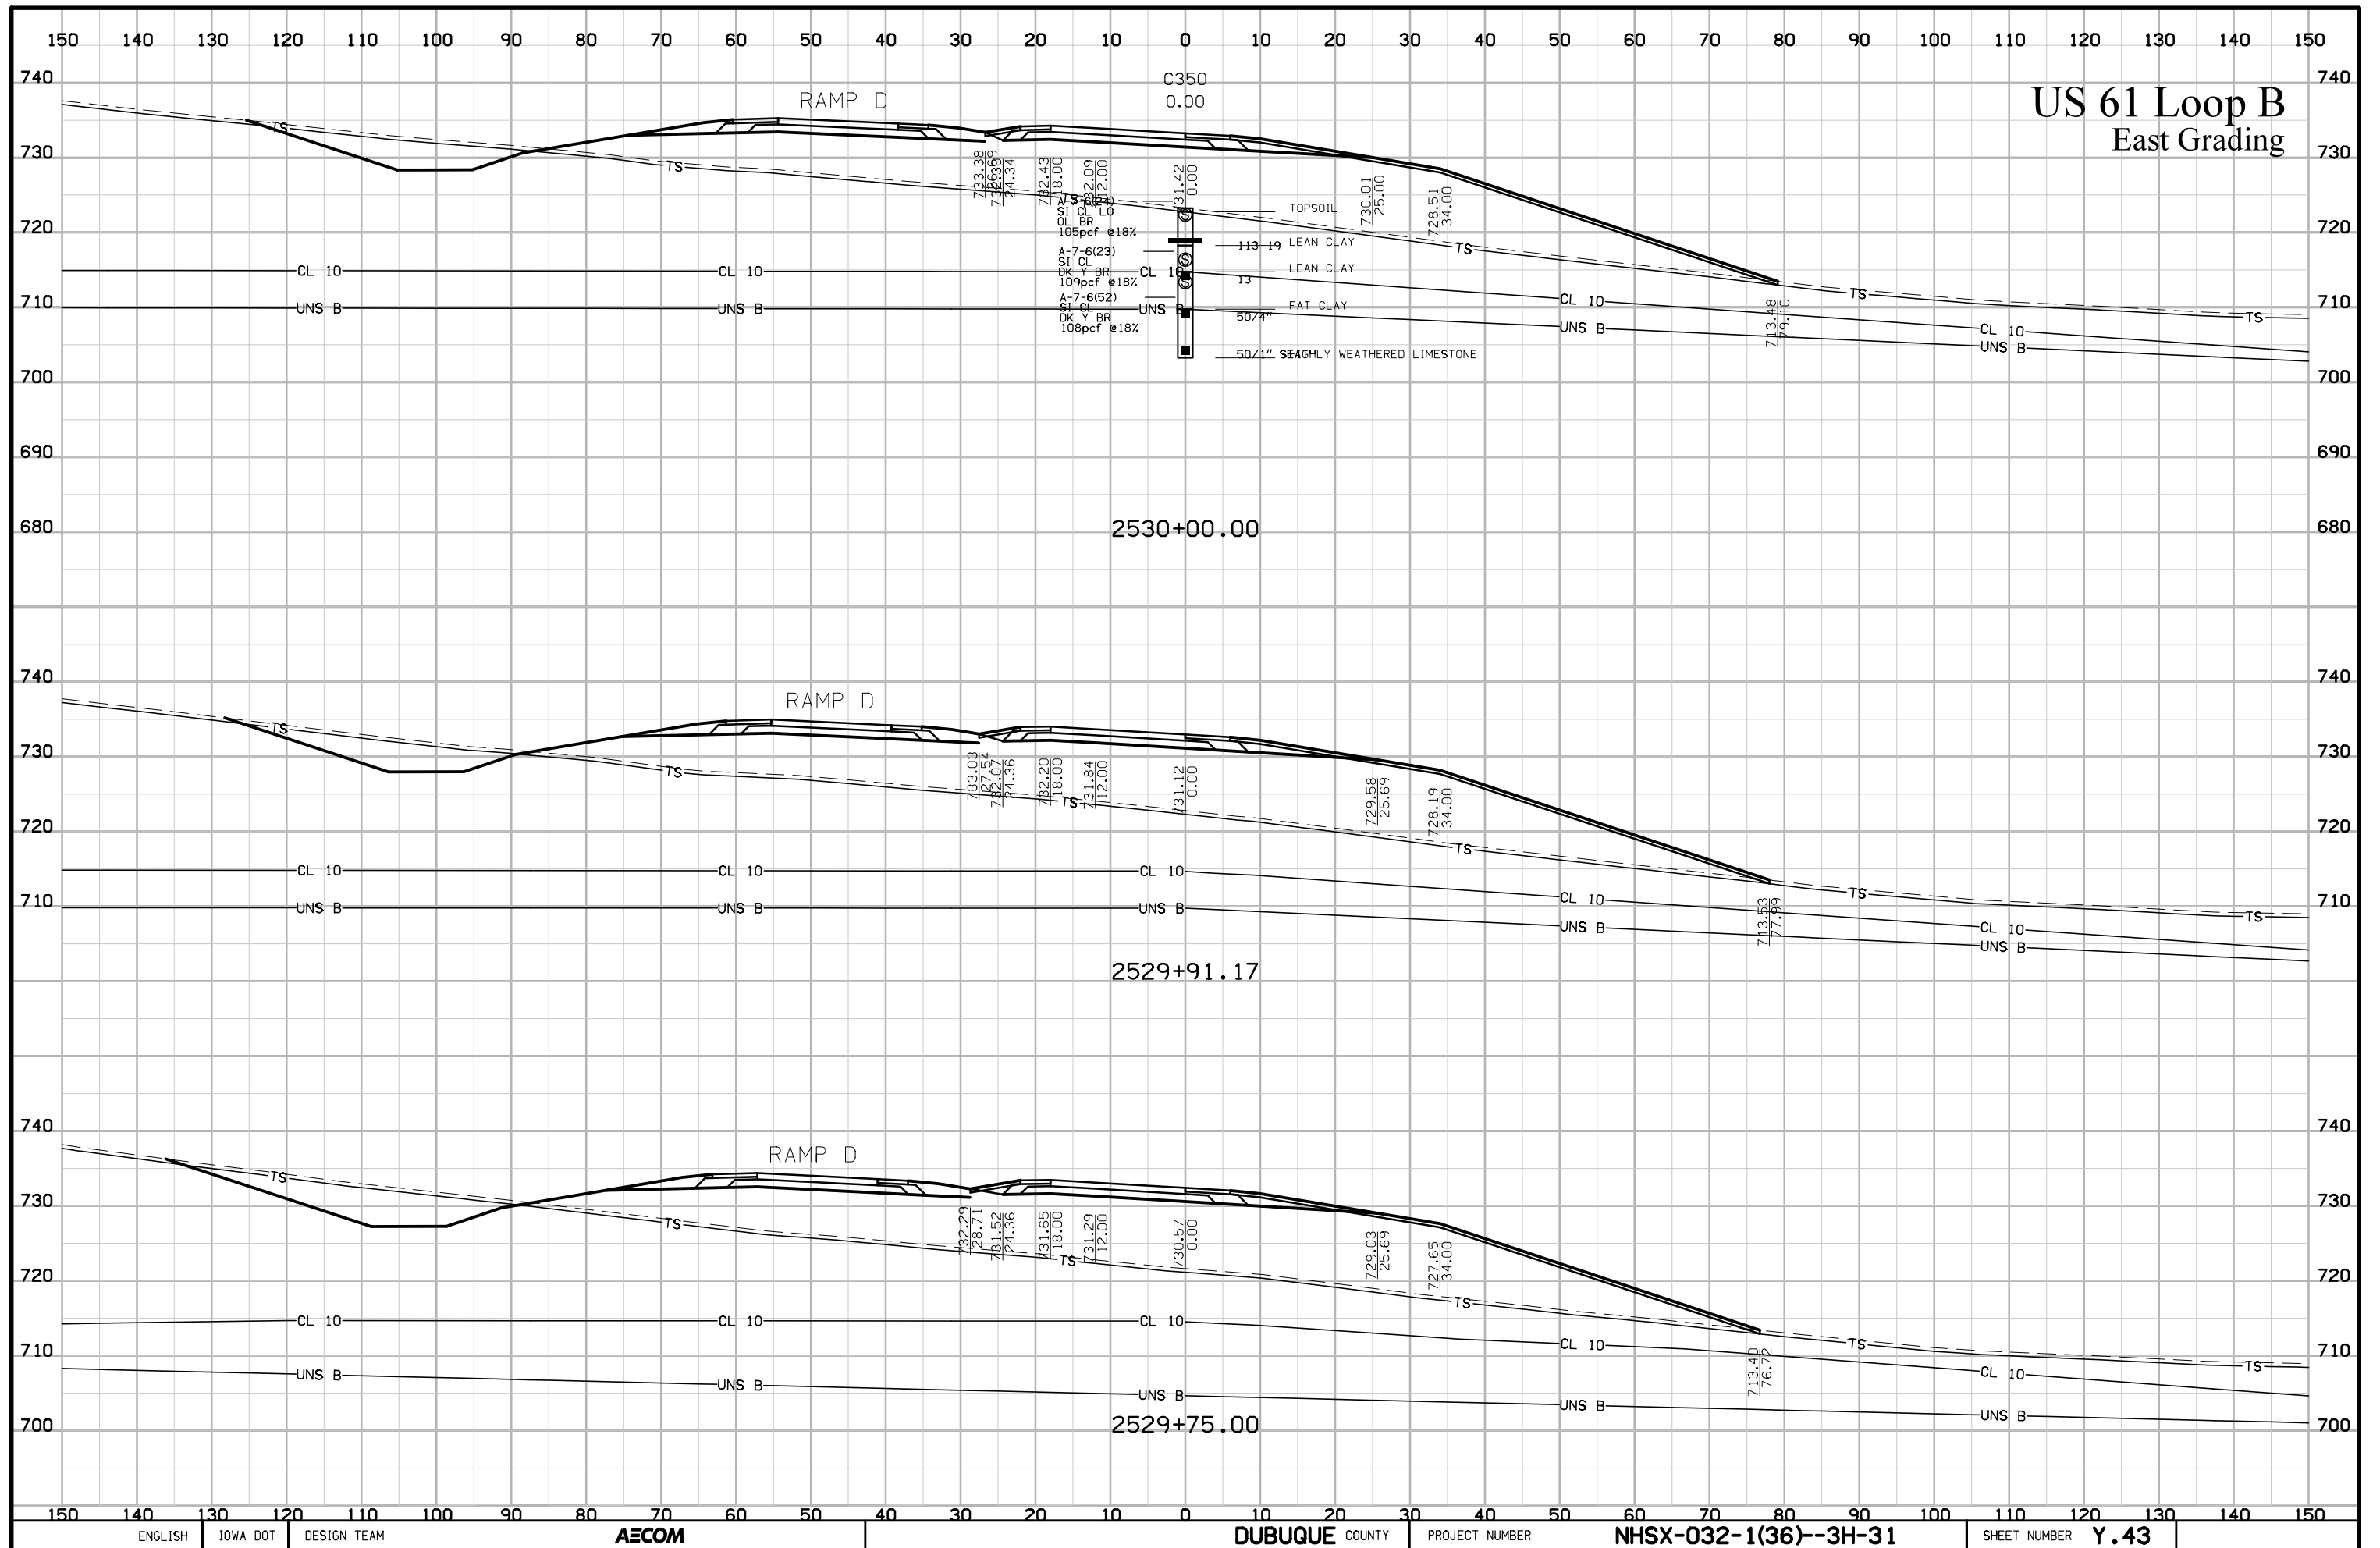 150 140 130 120 110 100 90 80 70 60 50 40 30 20 10 0 10 20 30 40 50 60 70 80 90 100 110 120 130 140 150
US 61 Loop B
East Grading
740 740
730 730
720 720
710 710
700 700
690 690
680 680
C350
0.00
RAMP D
TS TS TS TS TS TS
733.38
24.34
732.43
18.00
12.00
731.42
0.00
730.01
25.00
728.51
34.00
713.48
79.10
SI CL LO
OL BR
105pcf @18%
A-7-6(23)
SI CL
DK Y BR
109pcf @18%
A-7-6(52)
SI CL
DK Y BR
108pcf @18%
TOPSOIL
113 19 LEAN CLAY
LEAN CLAY
13
FAT CLAY
50/4"
50/1" WEATHERED LIMESTONE
CL 10 CL 10 CL 10 CL 10 CL 10
UNS B UNS B UNS B UNS B UNS B
2530+00.00
740 740
730 730
720 720
710 710
RAMP D
TS TS TS TS TS TS
733.03
27.54
732.07
24.36
732.20
18.00
731.84
12.00
731.12
0.00
729.58
25.69
728.19
34.00
713.53
77.99
CL 10 CL 10 CL 10 CL 10 CL 10
UNS B UNS B UNS B UNS B UNS B
2529+91.17
740 740
730 730
720 720
710 710
700 700
RAMP D
TS TS TS TS TS TS
732.29
28.71
731.52
24.36
731.65
18.00
731.29
12.00
730.57
0.00
729.03
25.69
727.65
34.00
713.40
76.72
CL 10 CL 10 CL 10 CL 10 CL 10
UNS B UNS B UNS B UNS B UNS B
2529+75.00
150 140 130 120 110 100 90 80 70 60 50 40 30 20 10 0 10 20 30 40 50 60 70 80 90 100 110 120 130 140 150
ENGLISH IOWA DOT DESIGN TEAM AECOM DUBUQUE COUNTY PROJECT NUMBER NHSX-032-1(36)--3H-31 SHEET NUMBER Y.43